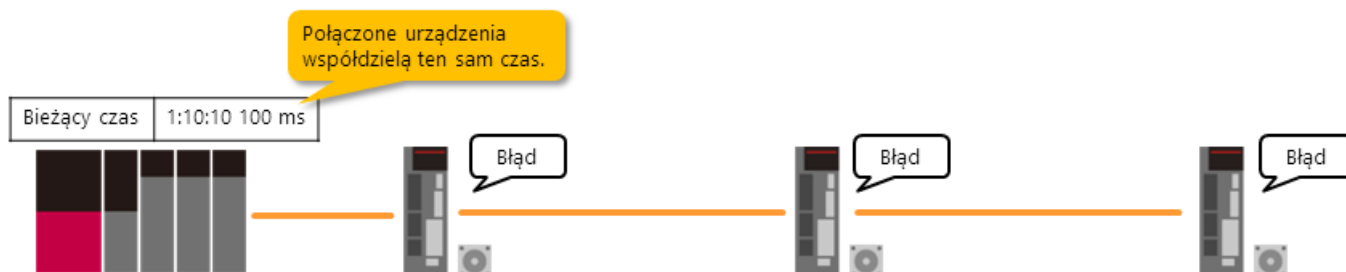 Połączone urządzenia
współdzielą ten sam czas.
Bieżący czas 1:10:10 100 ms
Błąd
Błąd
Błąd